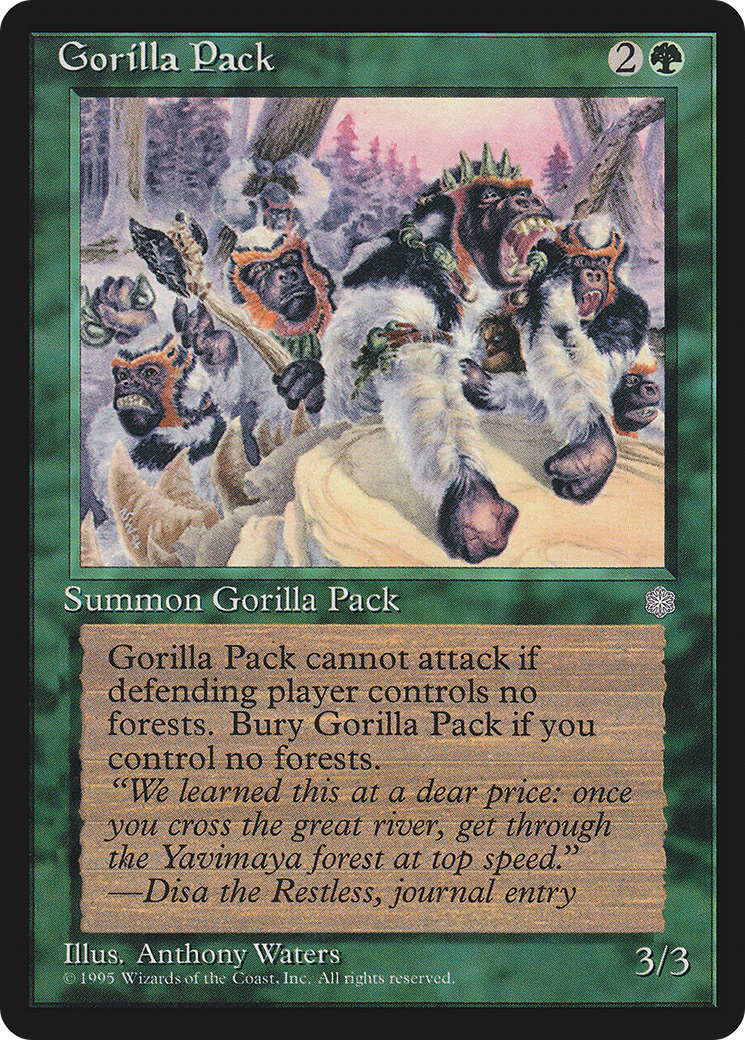 Gorilla Pack
2
Summon Gorilla Pack
Gorilla Pack cannot attack if
defending player controls no
forests. Bury Gorilla Pack if you
control no forests.
“We learned this at a dear price: once
you cross the great river, get through
the Yavimaya forest at top speed.”
—Disa the Restless, journal entry
Illus. Anthony Waters
3/3
© 1995 Wizards of the Coast, Inc. All rights reserved.